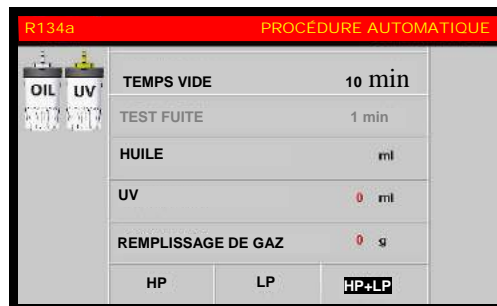 R134a PROCÉDURE AUTOMATIQUE
OIL UV
TEMPS VIDE 10 min
TEST FUITE 1 min
HUILE ml
UV 0 ml
REMPLISSAGE DE GAZ 0 g
HP LP HP+LP